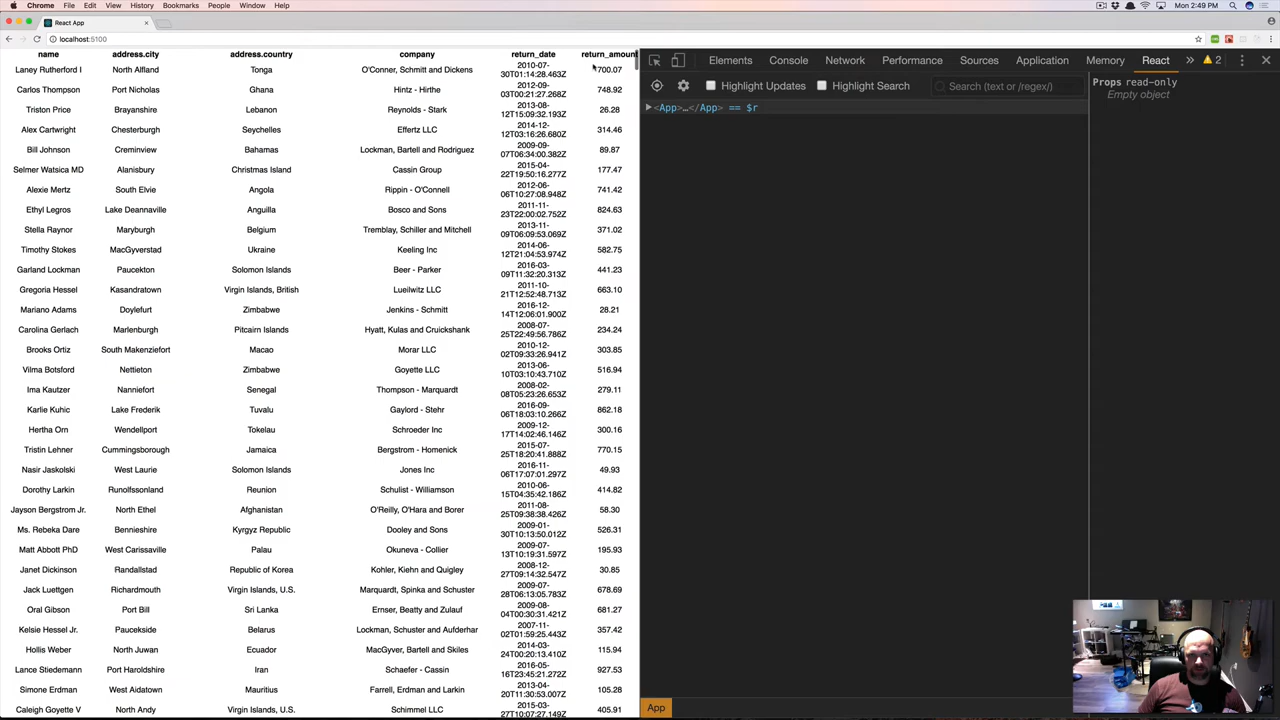 Chrome File Edit View History Bookmarks People Window Help Mon 2:49 PM
React App
localhost:5100
name address.city address.country company return_date return_amount
Laney Rutherford I North Alfland Tonga O'Conner, Schmitt and Dickens 2010-07-30T01:14:28.463Z 700.07
Carlos Thompson Port Nicholas Ghana Hintz - Hirthe 2012-09-03T00:21:27.268Z 748.92
Triston Price Brayanshire Lebanon Reynolds - Stark 2013-08-12T15:09:32.193Z 26.28
Alex Cartwright Chesterburgh Seychelles Effertz LLC 2014-12-12T03:16:26.680Z 314.46
Bill Johnson Creminview Bahamas Lockman, Bartell and Rodriguez 2009-09-07T06:34:00.382Z 89.87
Selmer Watsica MD Alanisbury Christmas Island Cassin Group 2015-04-22T19:50:16.277Z 177.47
Alexie Mertz South Elvie Angola Rippin - O'Connell 2012-06-06T10:27:08.948Z 741.42
Ethyl Legros Lake Deannaville Anguilla Bosco and Sons 2011-11-23T22:00:02.752Z 824.63
Stella Raynor Maryburgh Belgium Tremblay, Schiller and Mitchell 2013-11-09T06:09:53.069Z 371.02
Timothy Stokes MacGyverstad Ukraine Keeling Inc 2014-06-12T21:04:53.974Z 582.75
Garland Lockman Paucekton Solomon Islands Beer - Parker 2016-03-09T11:32:20.313Z 441.23
Gregoria Hessel Kasandratown Virgin Islands, British Lueilwitz LLC 2011-10-21T12:52:48.713Z 663.10
Mariano Adams Doylefurt Zimbabwe Jenkins - Schmitt 2016-12-14T12:06:01.900Z 28.21
Carolina Gerlach Marlenburgh Pitcairn Islands Hyatt, Kulas and Cruickshank 2008-07-25T22:49:56.786Z 234.24
Brooks Ortiz South Makenziefort Macao Morar LLC 2010-12-02T09:33:26.941Z 303.85
Vilma Botsford Nettieton Zimbabwe Goyette LLC 2013-06-10T03:10:43.710Z 516.94
Ima Kautzer Nanniefort Senegal Thompson - Marquardt 2008-02-08T05:23:26.653Z 279.11
Karlie Kuhic Lake Frederik Tuvalu Gaylord - Stehr 2016-09-06T18:03:10.266Z 862.18
Hertha Orn Wendellport Tokelau Schroeder Inc 2009-12-17T14:02:46.146Z 300.16
Tristin Lehner Cummingsborough Jamaica Bergstrom - Homenick 2015-07-25T18:20:41.888Z 770.15
Nasir Jaskolski West Laurie Solomon Islands Jones Inc 2016-11-06T17:07:01.297Z 49.93
Dorothy Larkin Runolfssonland Reunion Schulist - Williamson 2010-06-15T04:35:42.186Z 414.82
Jayson Bergstrom Jr. North Ethel Afghanistan O'Reilly, O'Hara and Borer 2011-08-25T09:38:38.426Z 58.30
Ms. Rebeka Dare Bennieshire Kyrgyz Republic Dooley and Sons 2009-01-30T10:13:50.012Z 526.31
Matt Abbott PhD West Carissaville Palau Okuneva - Collier 2009-07-13T10:19:31.597Z 195.93
Janet Dickinson Randallstad Republic of Korea Kohler, Kiehn and Quigley 2008-12-27T09:14:32.547Z 30.85
Jack Luettgen Richardmouth Virgin Islands, U.S. Marquardt, Spinka and Schuster 2009-07-28T06:13:05.783Z 678.69
Oral Gibson Port Bill Sri Lanka Ernser, Beatty and Zulauf 2009-08-04T00:30:31.421Z 681.27
Kelsie Hessel Jr. Paucekside Belarus Lockman, Schuster and Aufderhar 2007-11-02T01:59:25.443Z 357.42
Hollis Weber North Juwan Ecuador MacGyver, Bartell and Skiles 2014-03-24T00:20:13.410Z 115.94
Lance Stiedemann Port Haroldshire Iran Schaefer - Cassin 2016-05-16T23:45:21.272Z 927.53
Simone Erdman West Aidatown Mauritius Farrell, Erdman and Larkin 2013-04-20T11:30:53.007Z 105.28
Caleigh Goyette V North Andy Virgin Islands, U.S. Schimmel LLC 2015-03-27T10:07:27.149Z 405.91
Elements Console Network Performance Sources Application Memory React » 2
Highlight Updates Highlight Search Search (text or /regex/)
<App>…</App> == $r
Props read-only
Empty object
App